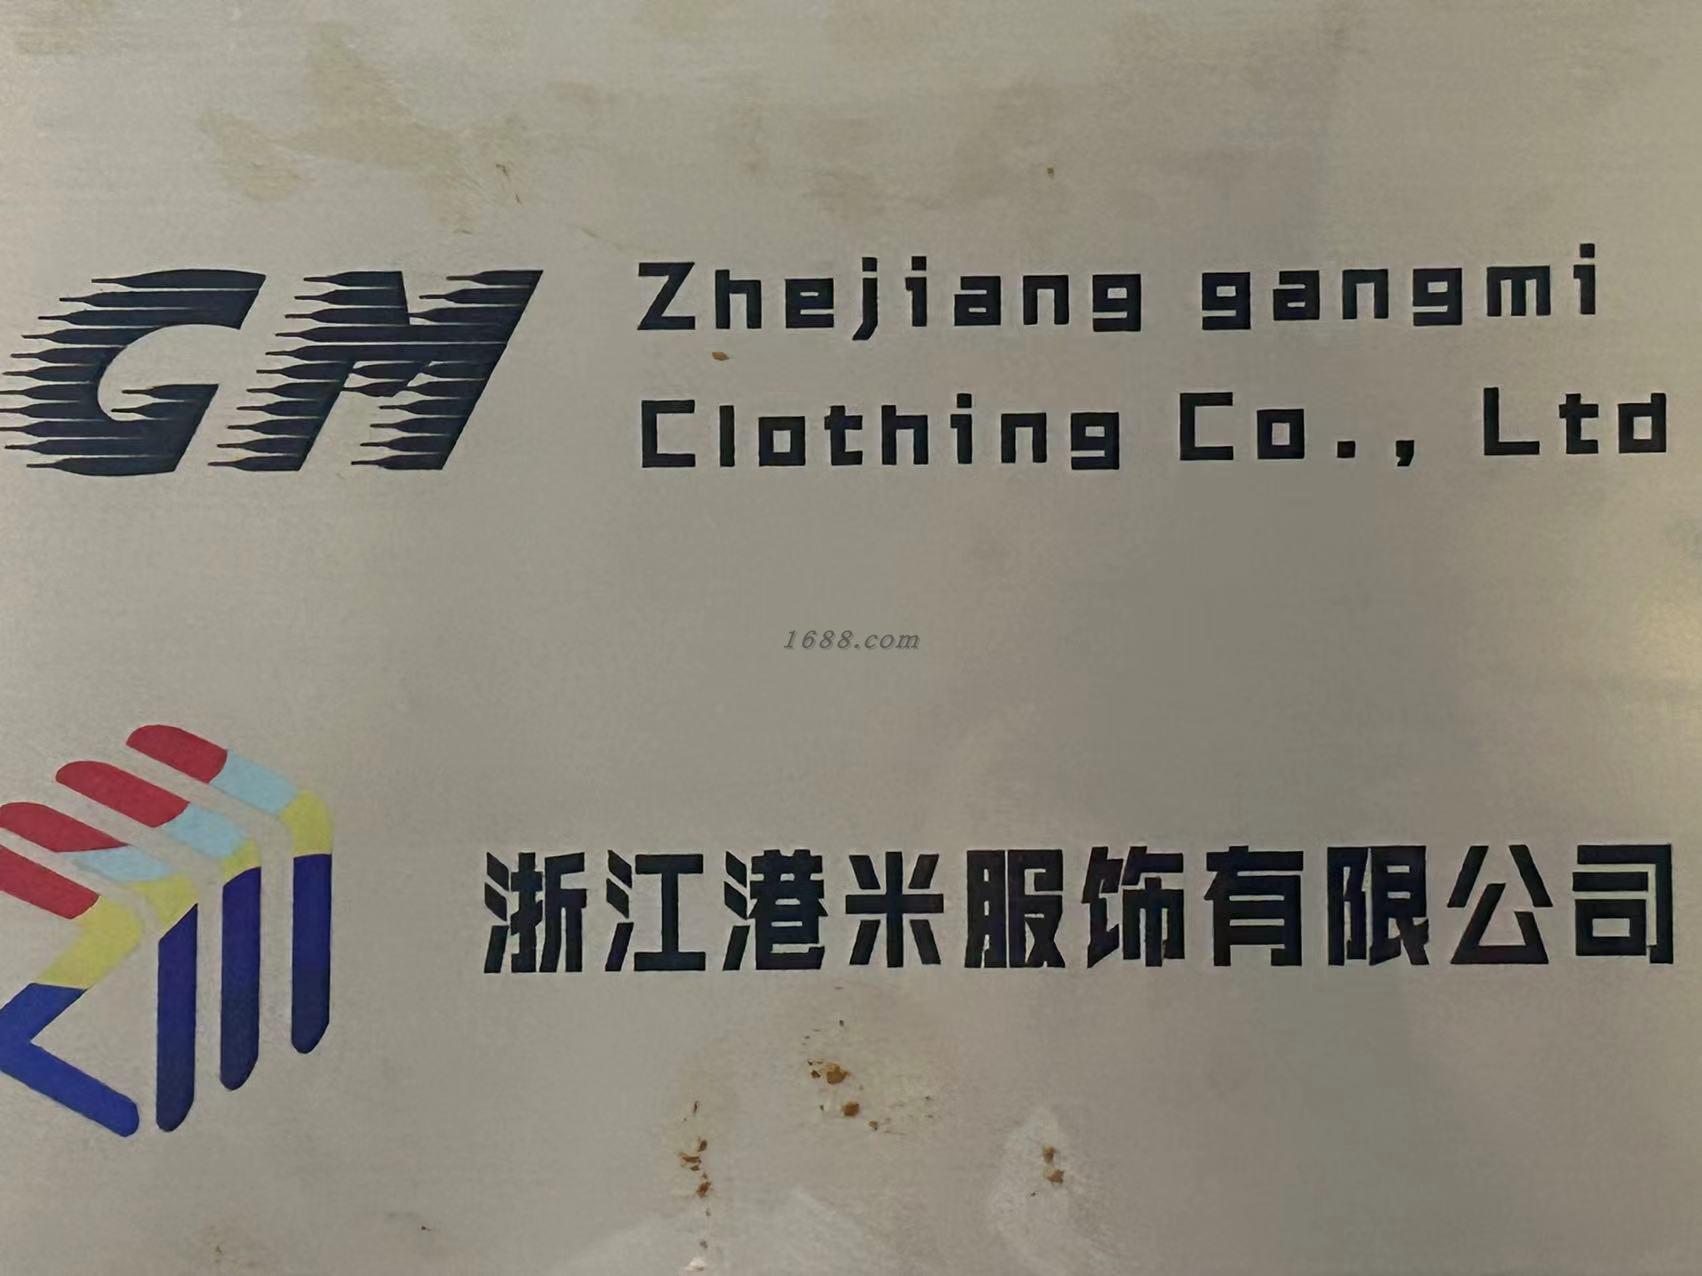 GM
Zhejiang gangmi
Clothing Co., Ltd
1688.com
浙江港米服饰有限公司